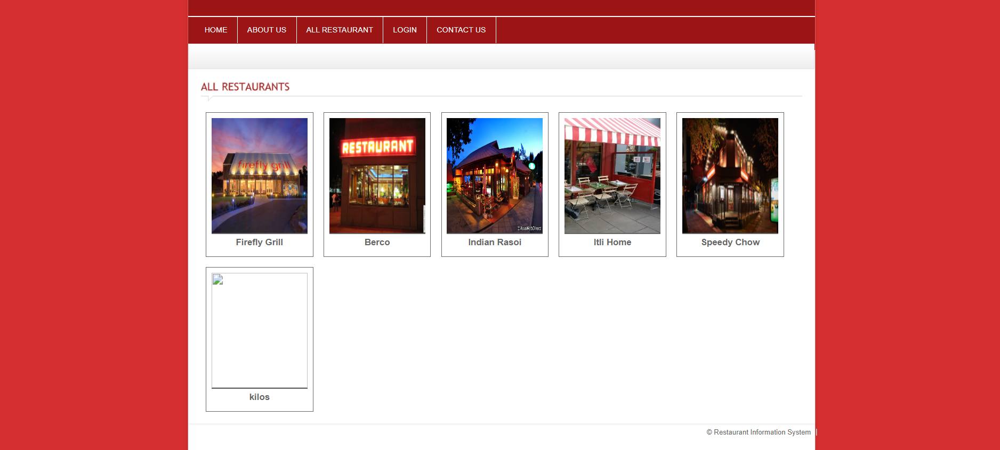 HOME ABOUT US ALL RESTAURANT LOGIN CONTACT US
ALL RESTAURANTS
firefly grill
RESTAURANT
©AsiaWebDirect
Firefly Grill Berco Indian Rasoi Itli Home Speedy Chow
kilos
© Restaurant Information System |